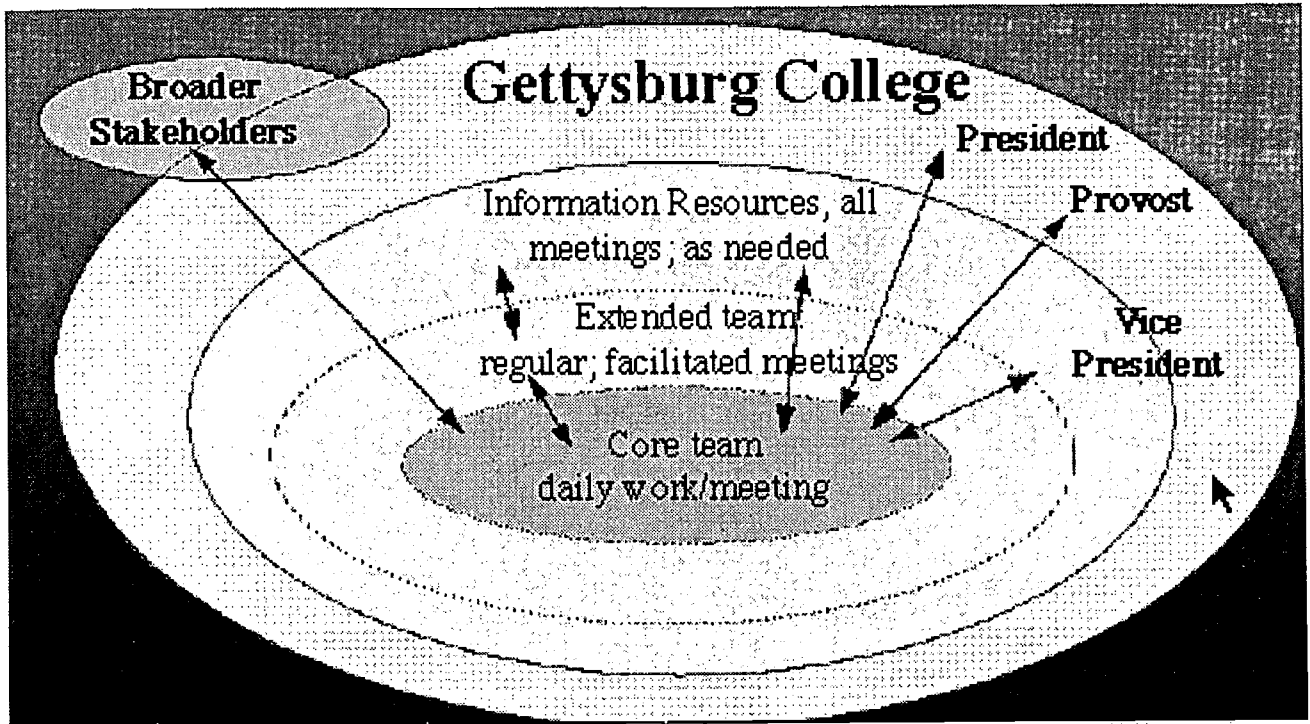 Broader
Stakeholders
Gettysburg College
President
Provost
Information Resources, all
meetings; as needed
Extended team:
regular; facilitated meetings
Vice
President
Core team
daily work/meeting